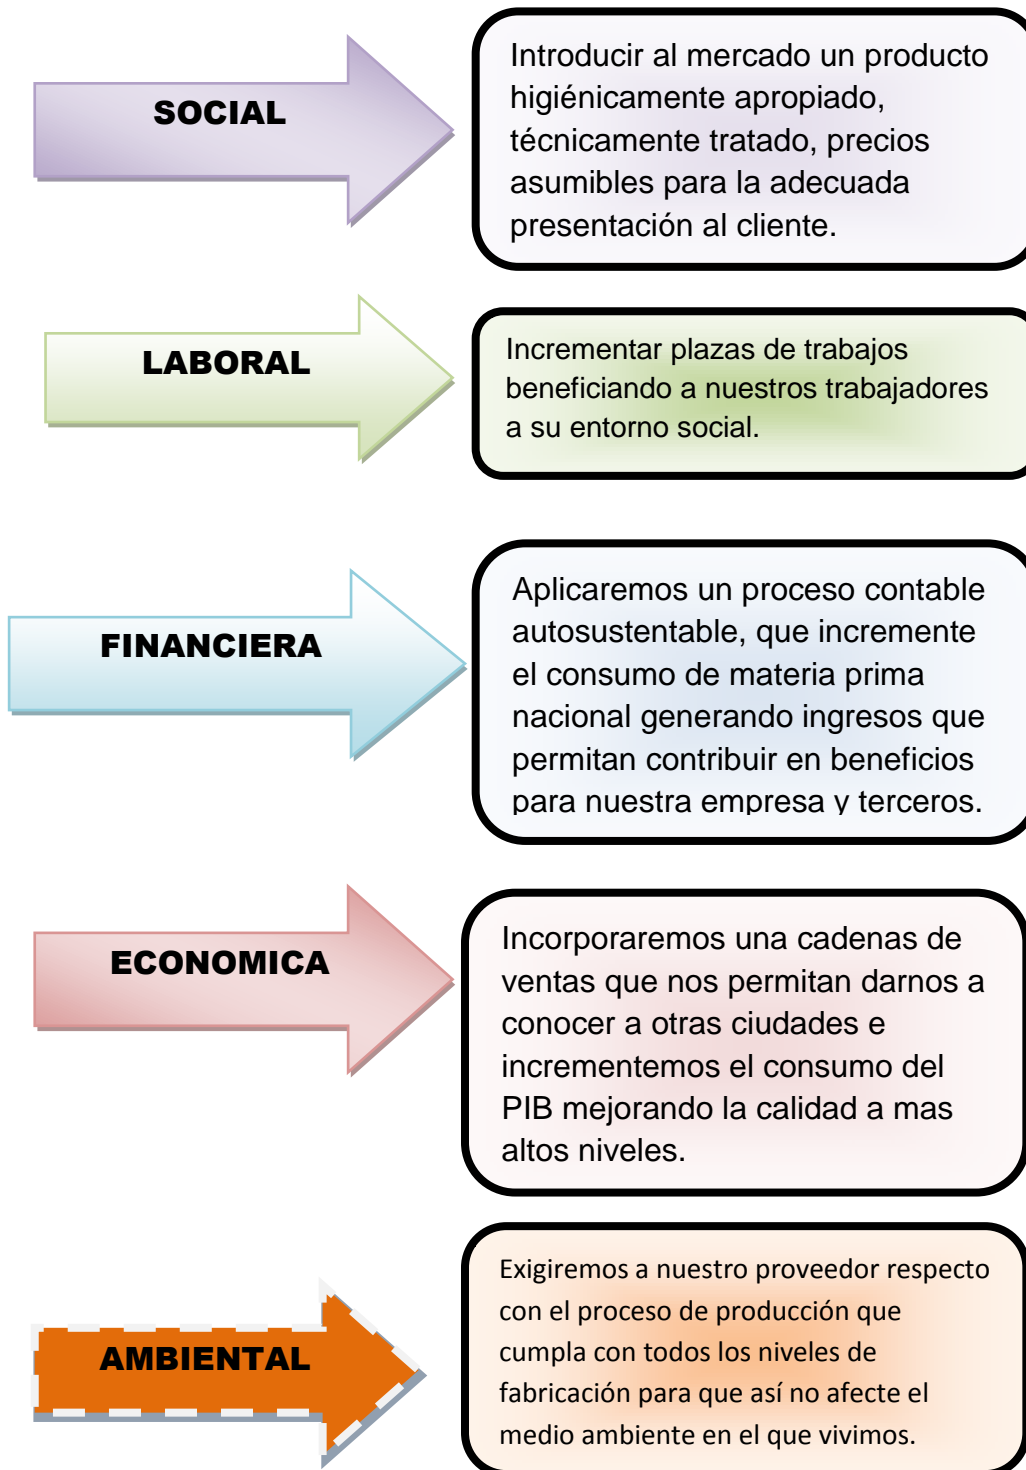 SOCIAL
Introducir al mercado un producto
higiénicamente apropiado,
técnicamente tratado, precios
asumibles para la adecuada
presentación al cliente.
LABORAL
Incrementar plazas de trabajos
beneficiando a nuestros trabajadores
a su entorno social.
FINANCIERA
Aplicaremos un proceso contable
autosustentable, que incremente
el consumo de materia prima
nacional generando ingresos que
permitan contribuir en beneficios
para nuestra empresa y terceros.
ECONOMICA
Incorporaremos una cadenas de
ventas que nos permitan darnos a
conocer a otras ciudades e
incrementemos el consumo del
PIB mejorando la calidad a mas
altos niveles.
AMBIENTAL
Exigiremos a nuestro proveedor respecto
con el proceso de producción que
cumpla con todos los niveles de
fabricación para que así no afecte el
medio ambiente en el que vivimos.